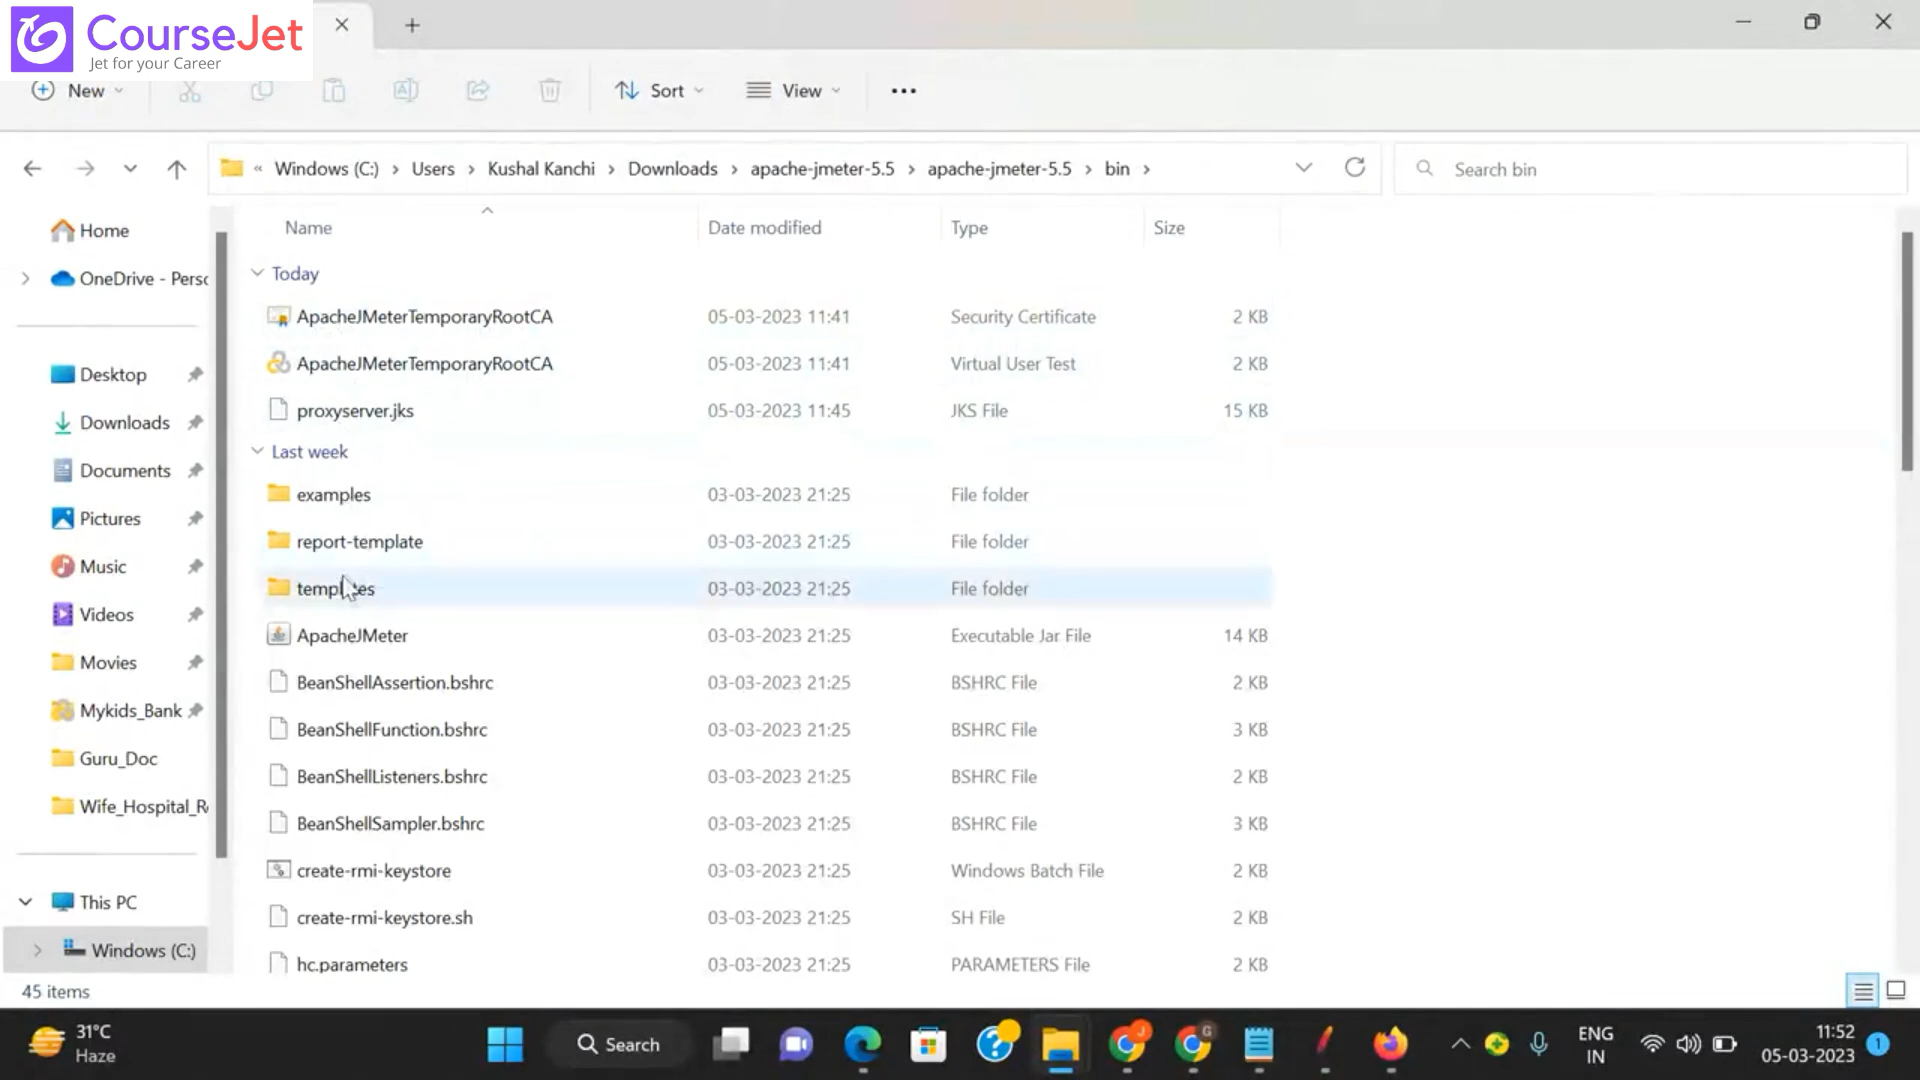 CourseJet
Jet for your Career
New
Sort
View
Windows (C:) Users Kushal Kanchi Downloads apache-jmeter-5.5 apache-jmeter-5.5 bin
Search bin
Name Date modified Type Size
Today
ApacheJMeterTemporaryRootCA 05-03-2023 11:41 Security Certificate 2 KB
ApacheJMeterTemporaryRootCA 05-03-2023 11:41 Virtual User Test 2 KB
proxyserver.jks 05-03-2023 11:45 JKS File 15 KB
Last week
examples 03-03-2023 21:25 File folder
report-template 03-03-2023 21:25 File folder
templates 03-03-2023 21:25 File folder
ApacheJMeter 03-03-2023 21:25 Executable Jar File 14 KB
BeanShellAssertion.bshrc 03-03-2023 21:25 BSHRC File 2 KB
BeanShellFunction.bshrc 03-03-2023 21:25 BSHRC File 3 KB
BeanShellListeners.bshrc 03-03-2023 21:25 BSHRC File 2 KB
BeanShellSampler.bshrc 03-03-2023 21:25 BSHRC File 3 KB
create-rmi-keystore 03-03-2023 21:25 Windows Batch File 2 KB
create-rmi-keystore.sh 03-03-2023 21:25 SH File 2 KB
hc.parameters 03-03-2023 21:25 PARAMETERS File 2 KB
Home
OneDrive - Perso
Desktop
Downloads
Documents
Pictures
Music
Videos
Movies
Mykids_Bank
Guru_Doc
Wife_Hospital_Re
This PC
Windows (C:)
45 items
31°C
Haze
Search
J
G
ENG
IN
11:52
05-03-2023
1